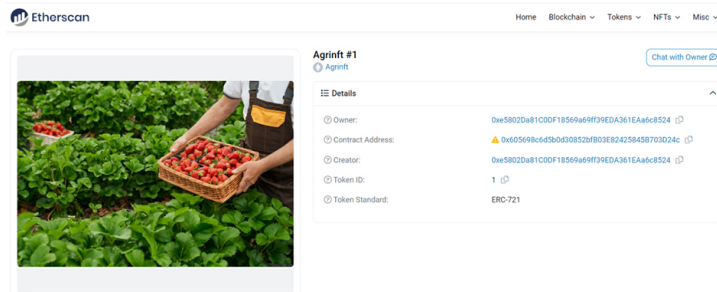 Etherscan
Home Blockchain Tokens NFTs Misc
Agrinft #1
Agrinft
Chat with Owner
Details
Owner: 0xe5802Da81C0DF18569a69ff39EDA361EAa6c8524
Contract Address: 0x605698c6d5b0d30852bfB03E82425845B703D24c
Creator: 0xe5802Da81C0DF18569a69ff39EDA361EAa6c8524
Token ID: 1
Token Standard: ERC-721